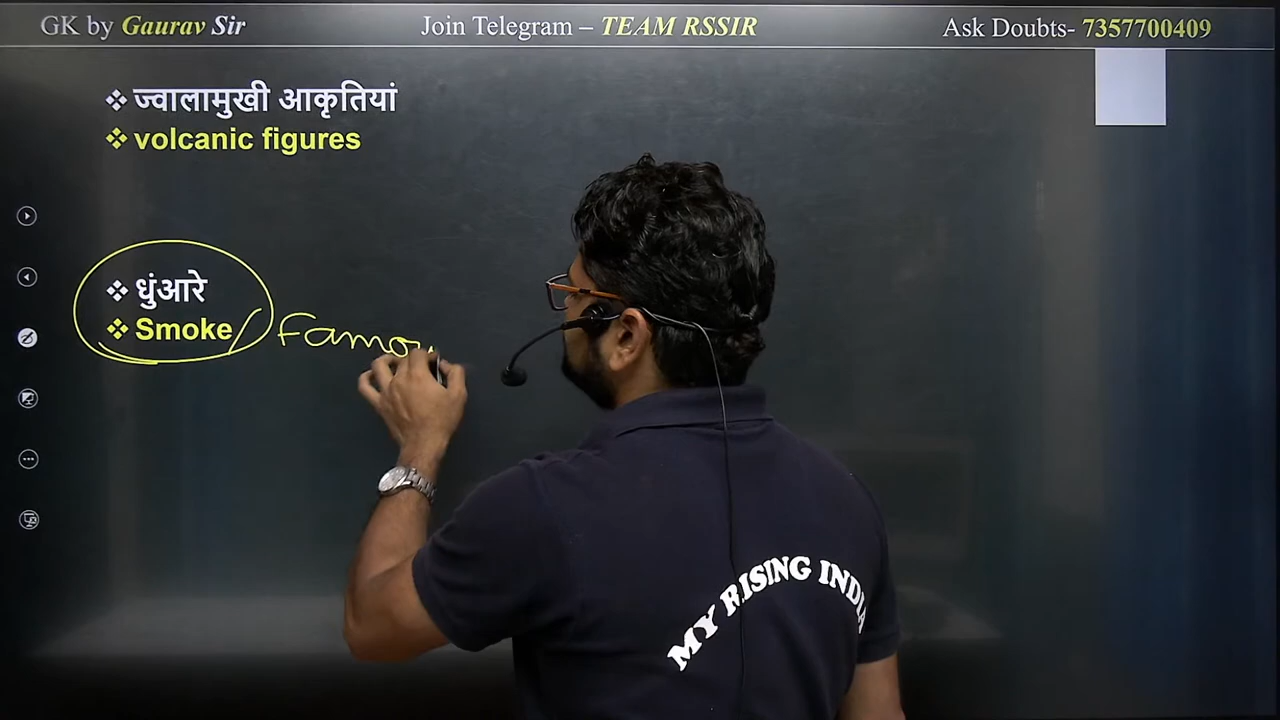 GK by Gaurav Sir
Join Telegram – TEAM RSSIR
Ask Doubts- 7357700409
❖ ज्वालामुखी आकृतियां
❖ volcanic figures
❖ धुंआरे
❖ Smoke/ famou
MY RISING INDIA